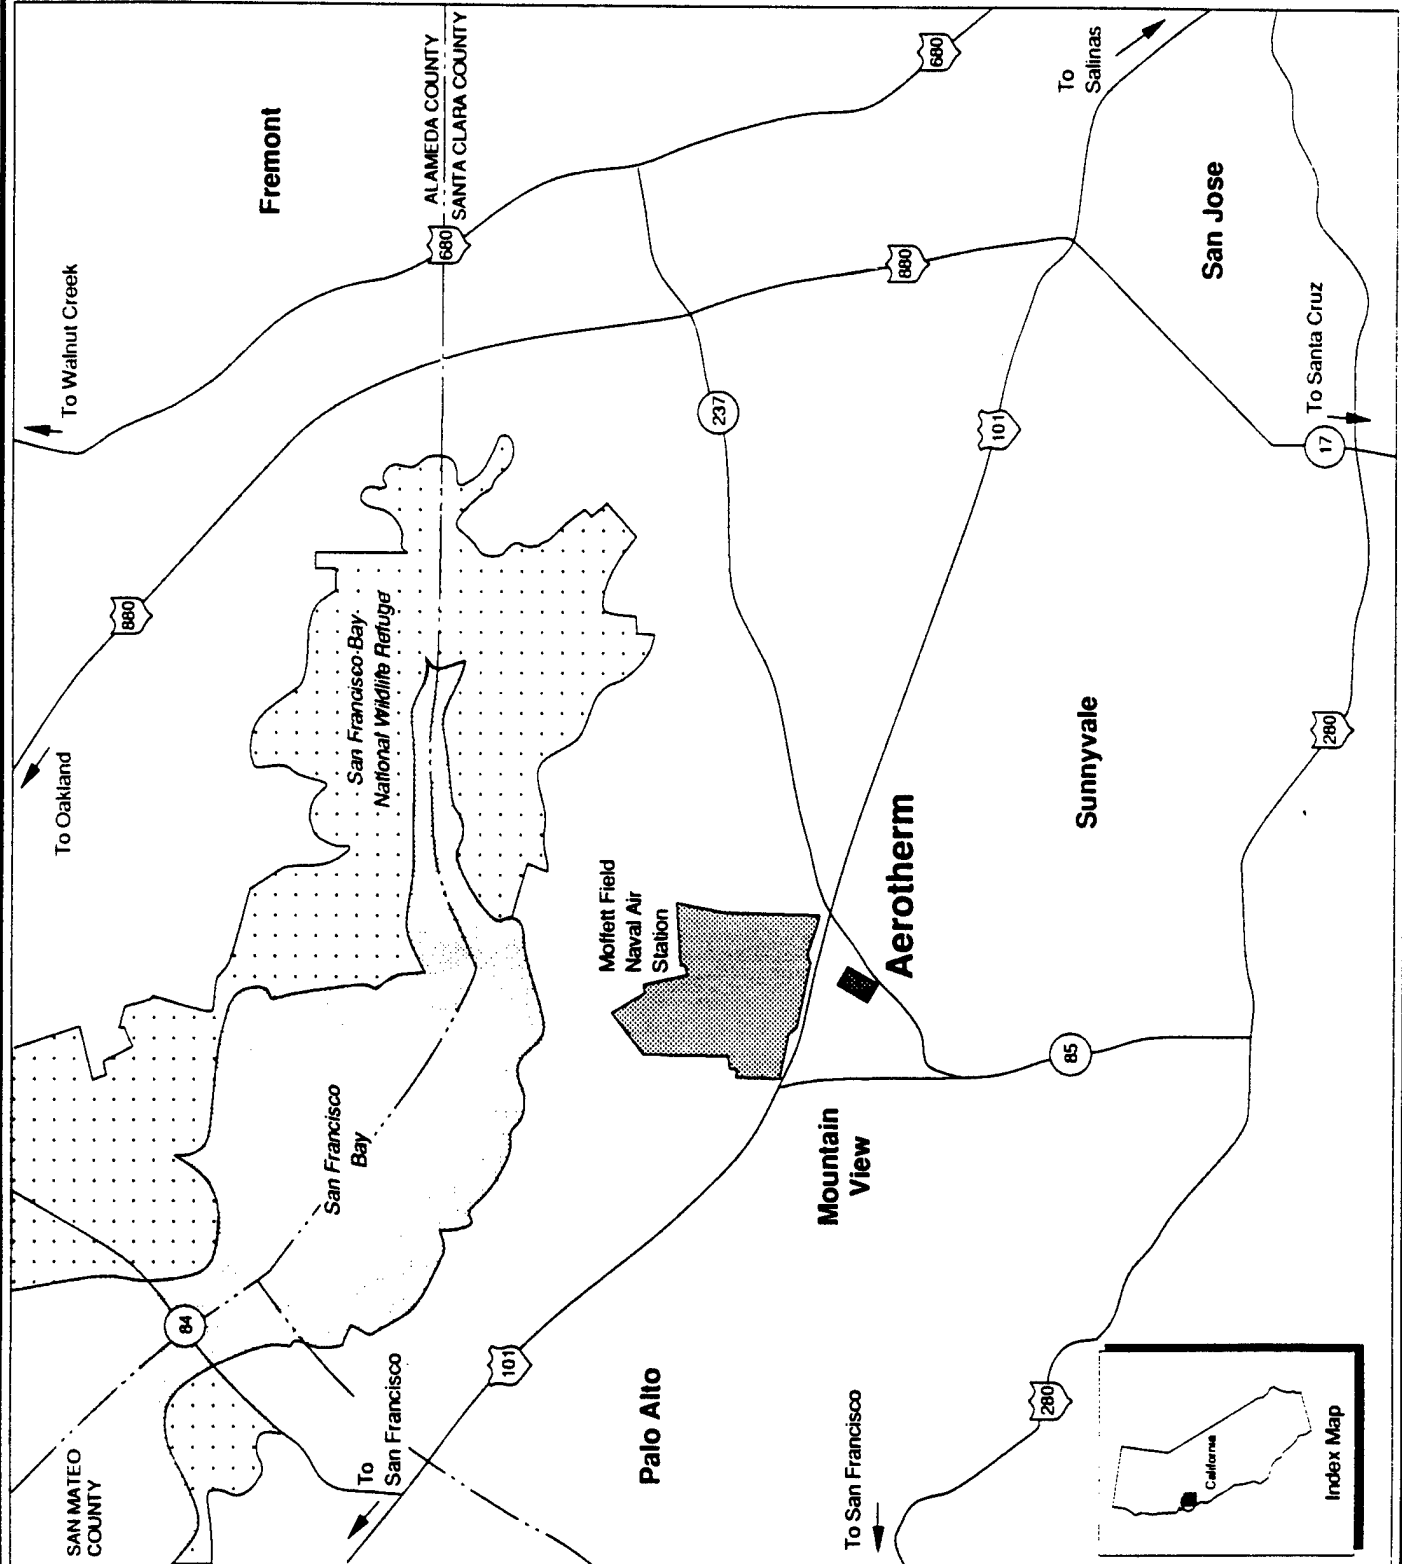 SAN MATEO
COUNTY
84
To
San Francisco
101
Palo Alto
To San Francisco
280
California
Index Map
San Francisco
Bay
Mountain
View
85
Moffett Field
Naval Air
Station
Aerotherm
Sunnyvale
280
To Oakland
880
San Francisco Bay
National Wildlife Refuge
237
101
To Santa Cruz
17
To Walnut Creek
Fremont
ALAMEDA COUNTY
SANTA CLARA COUNTY
680
880
680
To
Salinas
San Jose